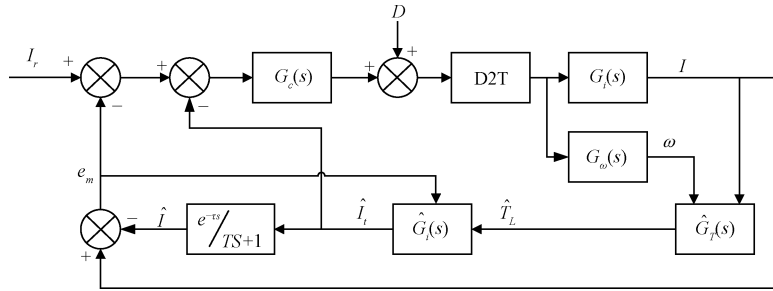 D
I_r
+
−
+
−
G_c(s)
+
+
D2T
G_i(s)
I
G_ω(s)
ω
e_m
−
+
Î
e^{-τs}/TS+1
Î_t
Ĝ_i(s)
T̂_L
Ĝ_T(s)